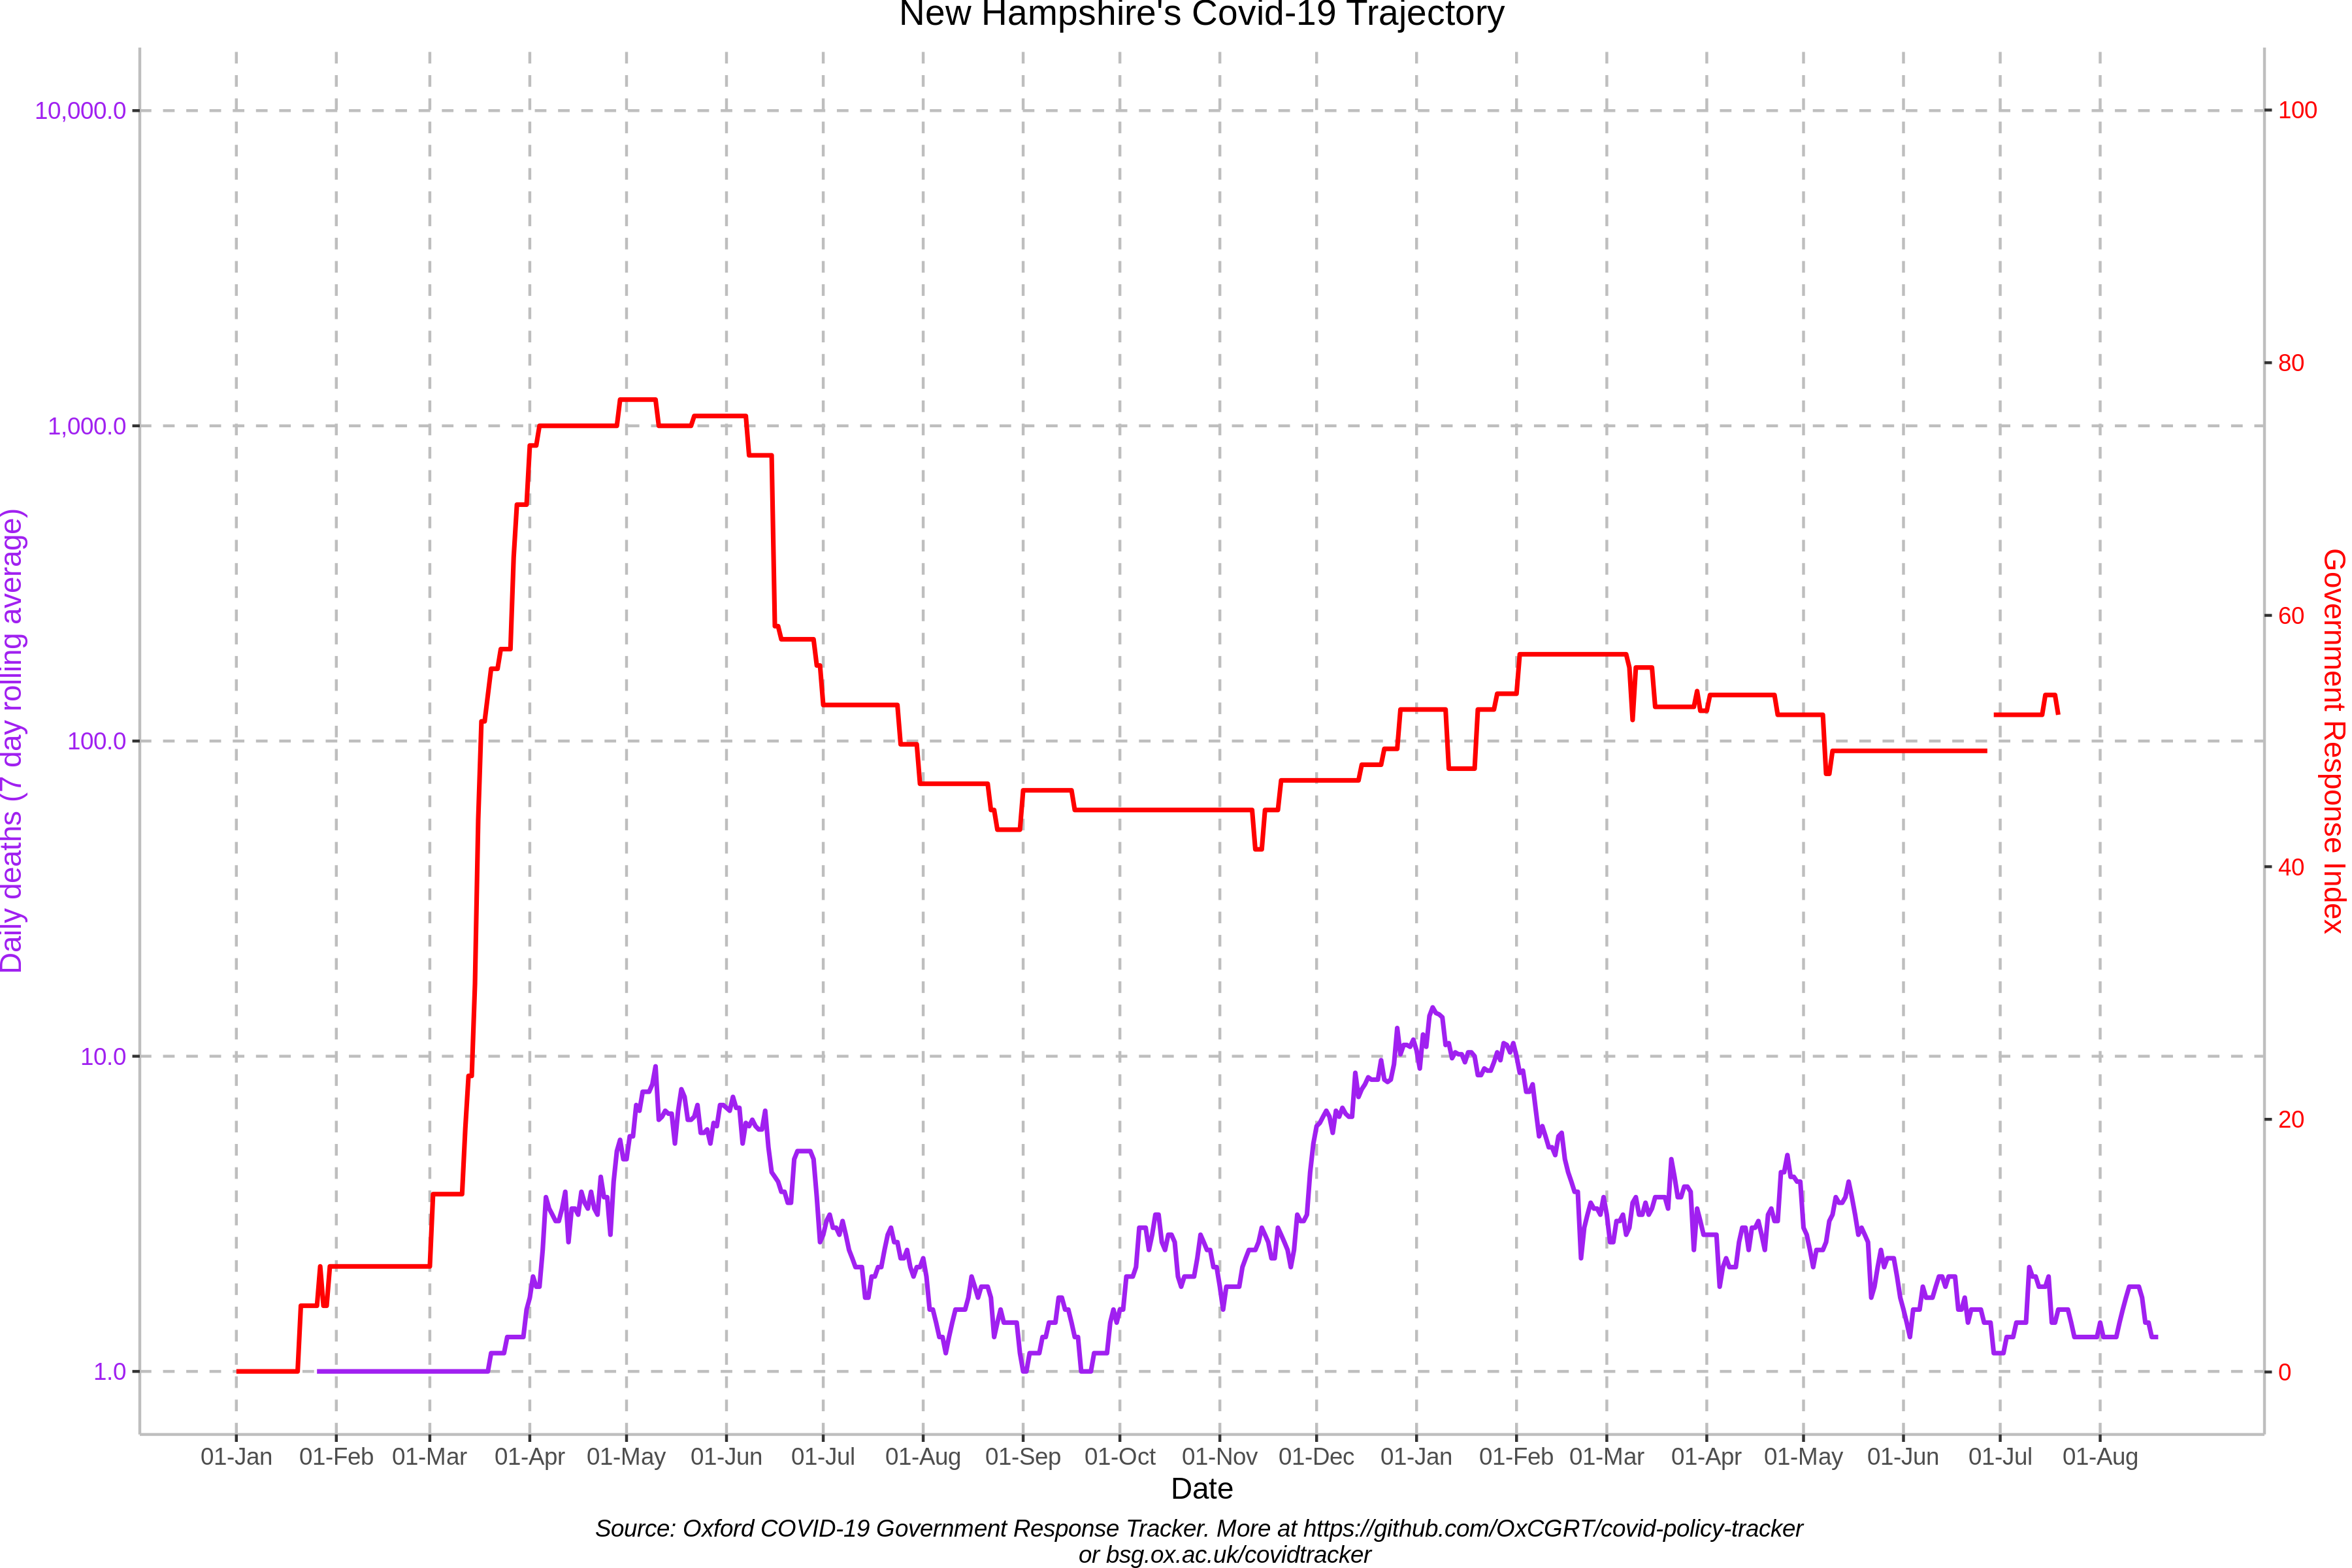 New Hampshire's Covid-19 Trajectory
10,000.0
1,000.0
100.0
10.0
1.0
Daily deaths (7 day rolling average)
100
80
60
40
20
0
Government Response Index
01-Jan 01-Feb 01-Mar 01-Apr 01-May 01-Jun 01-Jul 01-Aug 01-Sep 01-Oct 01-Nov 01-Dec 01-Jan 01-Feb 01-Mar 01-Apr 01-May 01-Jun 01-Jul 01-Aug
Date
Source: Oxford COVID-19 Government Response Tracker. More at https://github.com/OxCGRT/covid-policy-tracker
or bsg.ox.ac.uk/covidtracker